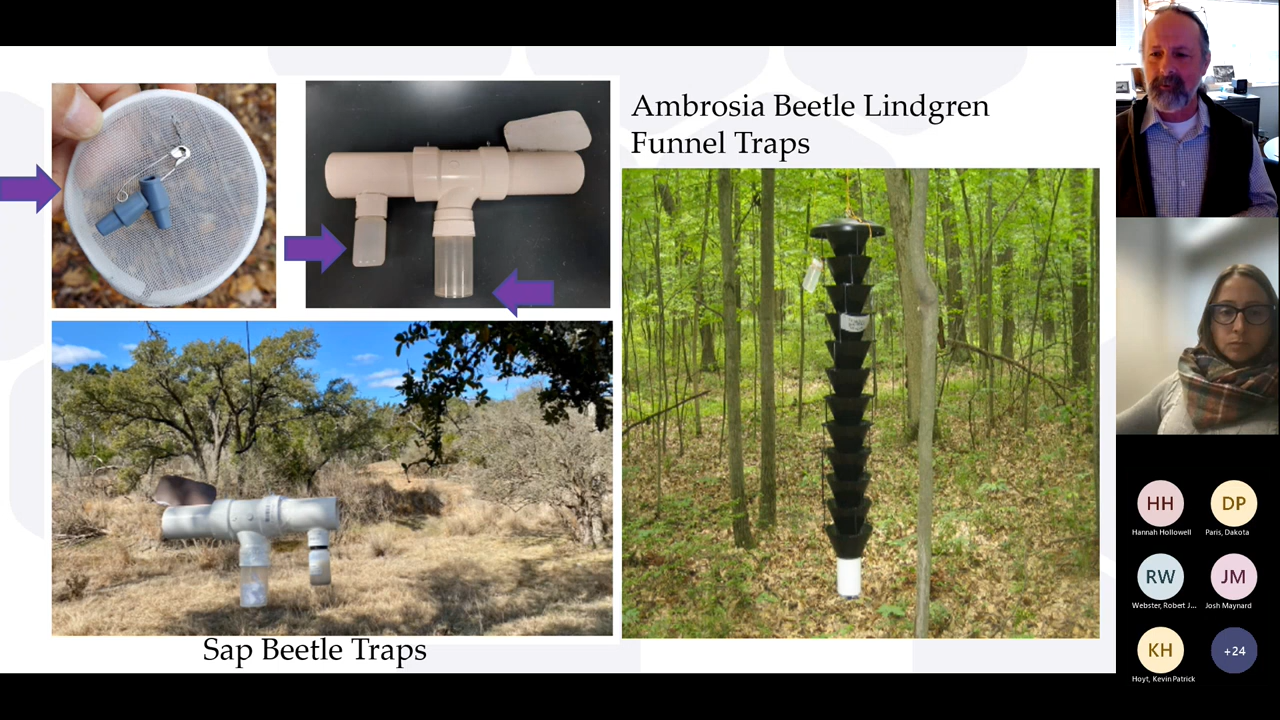 Ambrosia Beetle Lindgren
Funnel Traps
Sap Beetle Traps
HH
DP
Hannah Hollowell
Paris, Dakota
RW
JM
Webster, Robert J...
Josh Maynard
KH
+24
Hoyt, Kevin Patrick